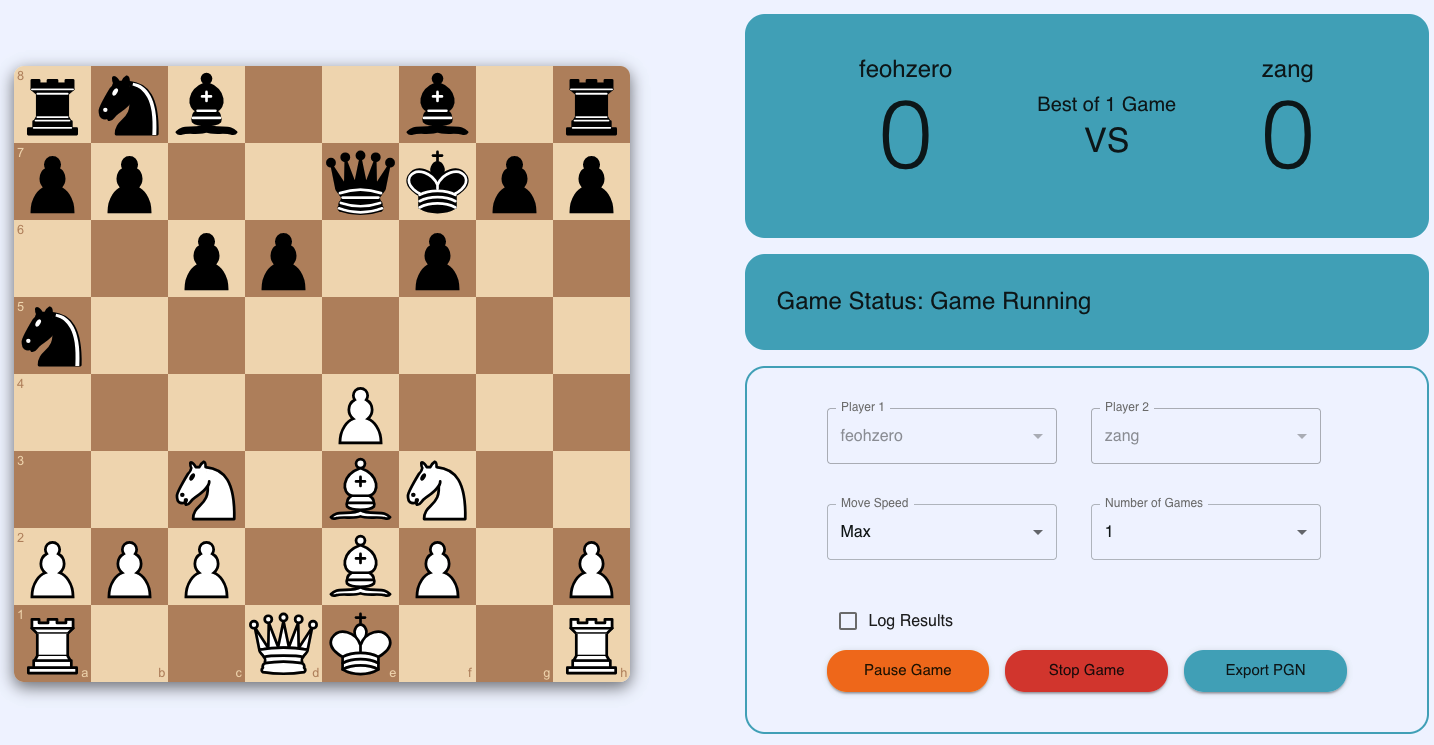 8
7
6
5
4
3
2
1
a b c d e f g h
feohzero zang
0 Best of 1 Game 0
VS
Game Status: Game Running
Player 1 Player 2
feohzero zang
Move Speed Number of Games
Max 1
Log Results
Pause Game Stop Game Export PGN